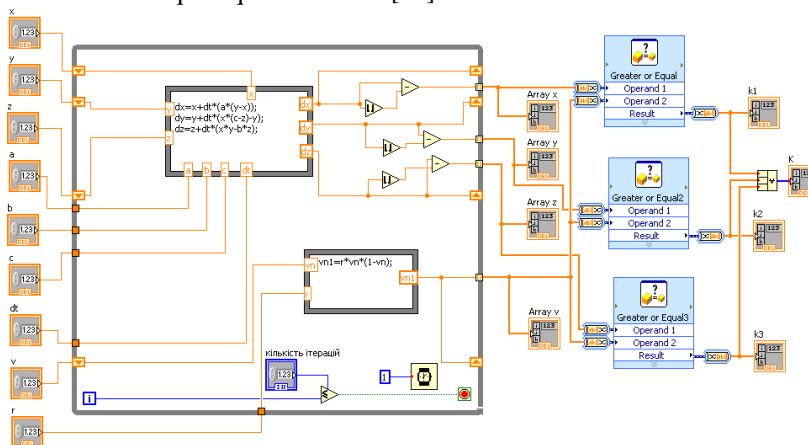 x
y
z
a
b
c
dt
v
r
dx=x+dt*(a*(y-x));
dy=y+dt*(x*(c-z)-y);
dz=z+dt*(x*y-b*z);
x
y
z
a b c dt
dx
dy
dz
vn1=r*vn*(1-vn);
vn
r
vn1
кількість ітерацій
1.23
i
1
Array x
Array y
Array z
Array v
Greater or Equal
Operand 1
Operand 2
Result
Greater or Equal2
Operand 1
Operand 2
Result
Greater or Equal3
Operand 1
Operand 2
Result
k1
K
k2
k3